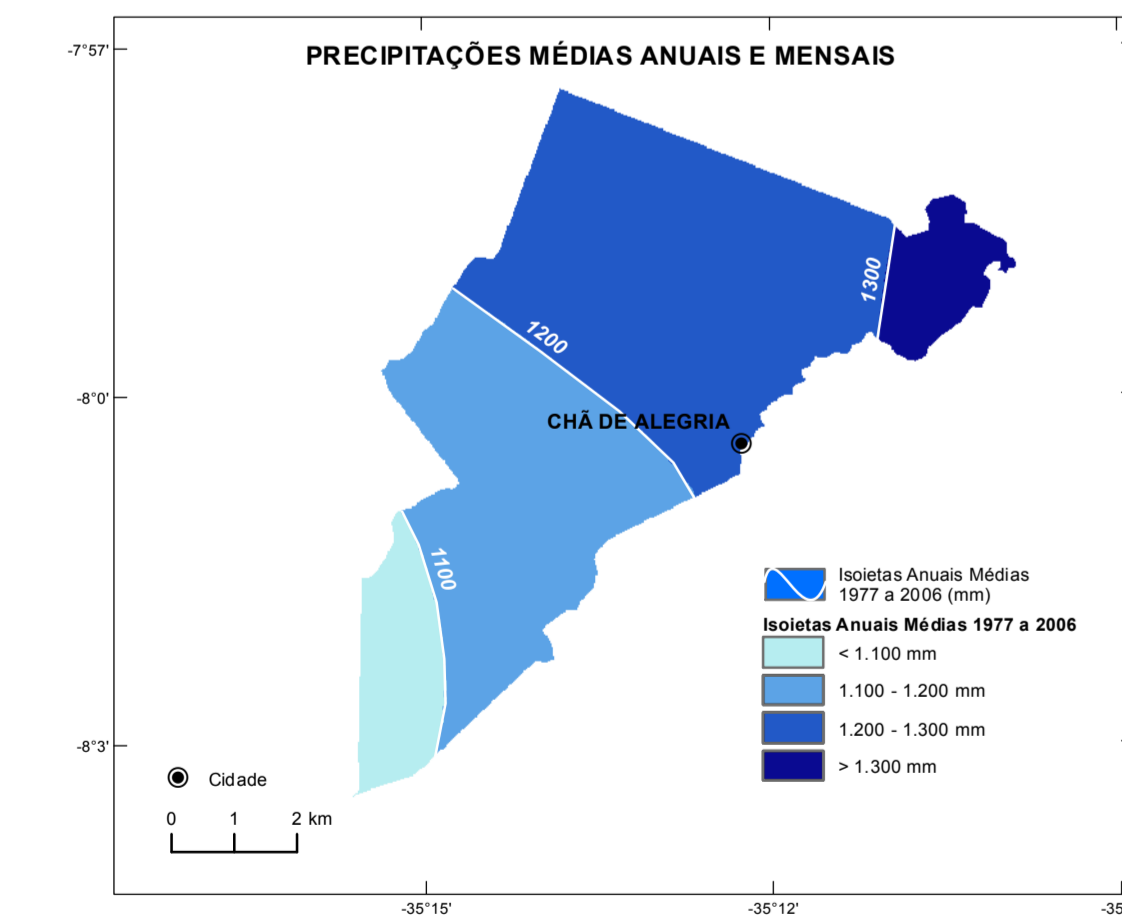 -7°57'
PRECIPITAÇÕES MÉDIAS ANUAIS E MENSAIS
1300
1200
-8°0'
CHÃ DE ALEGRIA
1100
Isoietas Anuais Médias
1977 a 2006 (mm)
Isoietas Anuais Médias 1977 a 2006
< 1.100 mm
1.100 - 1.200 mm
1.200 - 1.300 mm
> 1.300 mm
-8°3'
Cidade
0 1 2 km
-35°15' -35°12' -35